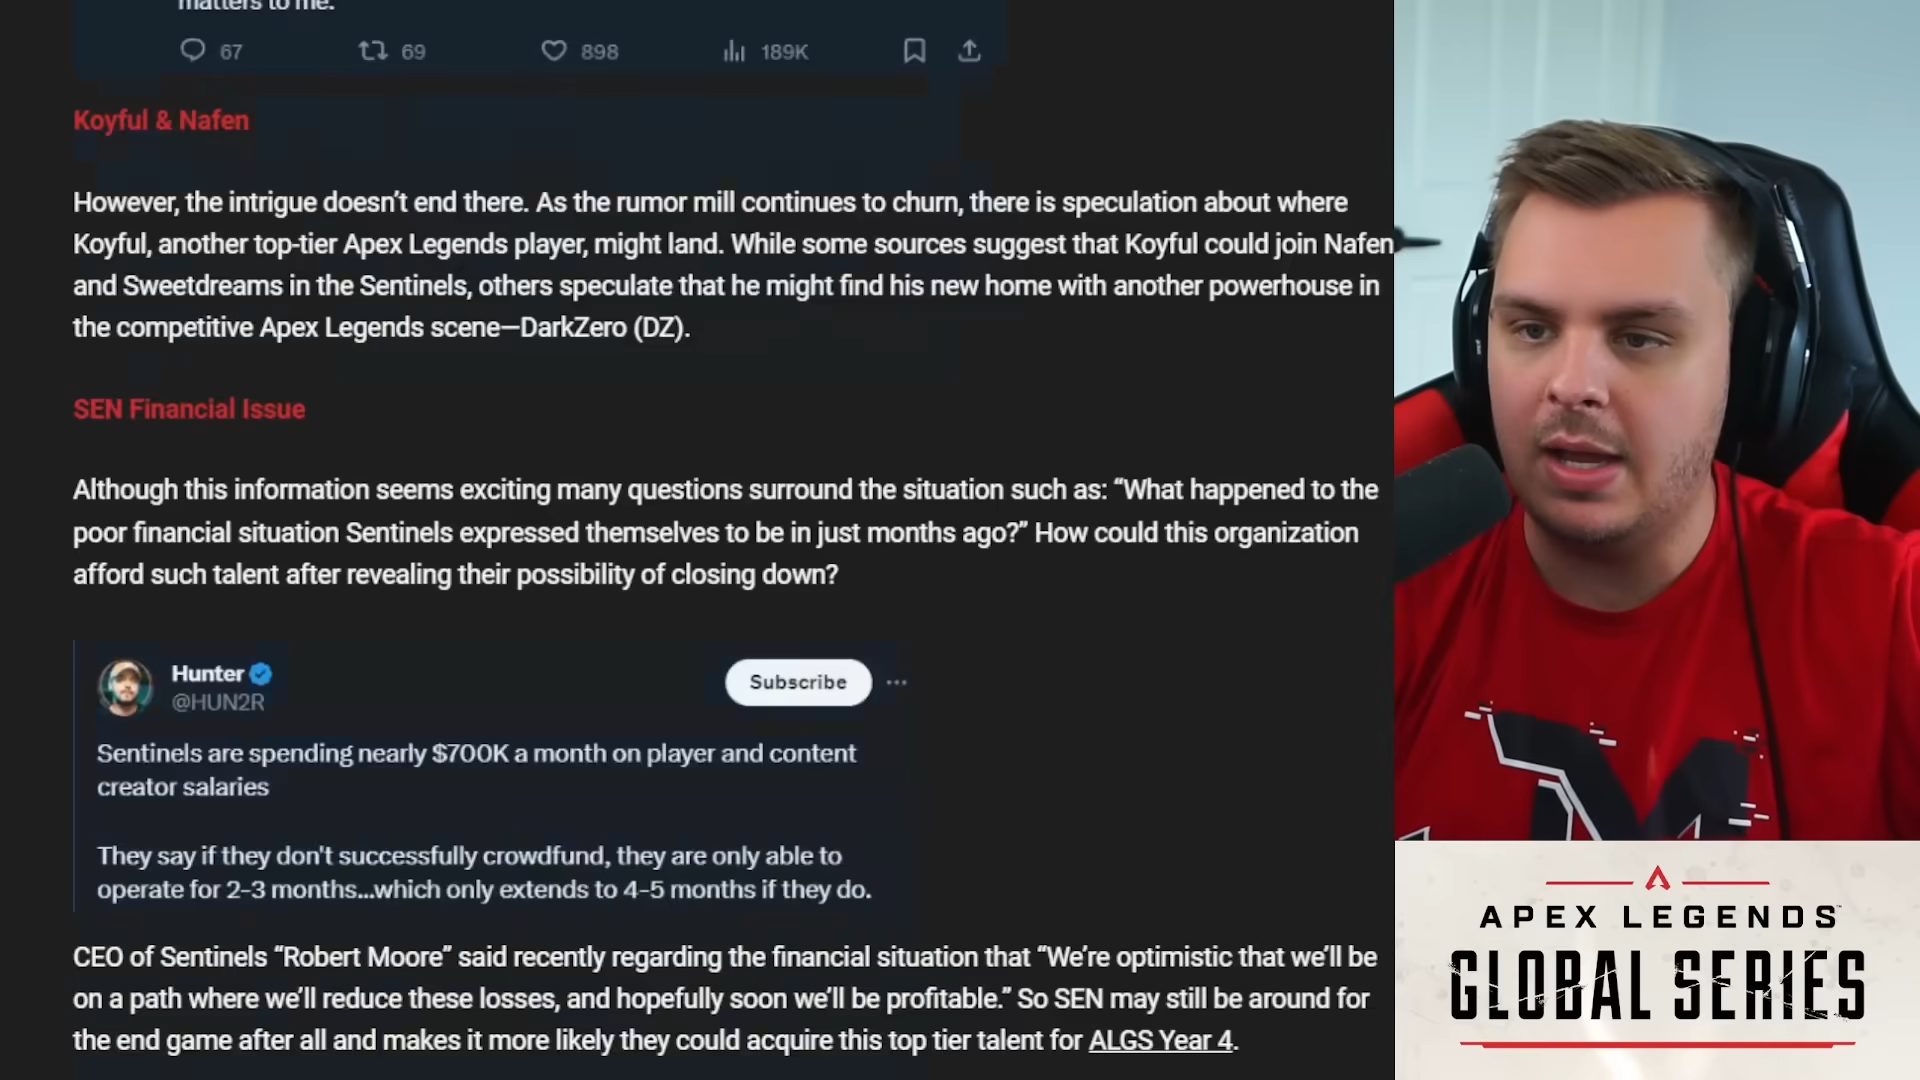 matters to me.
67 69 898 189K
Koyful & Nafen
However, the intrigue doesn’t end there. As the rumor mill continues to churn, there is speculation about where
Koyful, another top-tier Apex Legends player, might land. While some sources suggest that Koyful could join Nafen
and Sweetdreams in the Sentinels, others speculate that he might find his new home with another powerhouse in
the competitive Apex Legends scene—DarkZero (DZ).
SEN Financial Issue
Although this information seems exciting many questions surround the situation such as: “What happened to the
poor financial situation Sentinels expressed themselves to be in just months ago?” How could this organization
afford such talent after revealing their possibility of closing down?
Hunter
@HUN2R
Subscribe
Sentinels are spending nearly $700K a month on player and content
creator salaries
They say if they don't successfully crowdfund, they are only able to
operate for 2-3 months...which only extends to 4-5 months if they do.
CEO of Sentinels “Robert Moore” said recently regarding the financial situation that “We’re optimistic that we’ll be
on a path where we’ll reduce these losses, and hopefully soon we’ll be profitable.” So SEN may still be around for
the end game after all and makes it more likely they could acquire this top tier talent for ALGS Year 4.
APEX LEGENDS™
GLOBAL SERIES